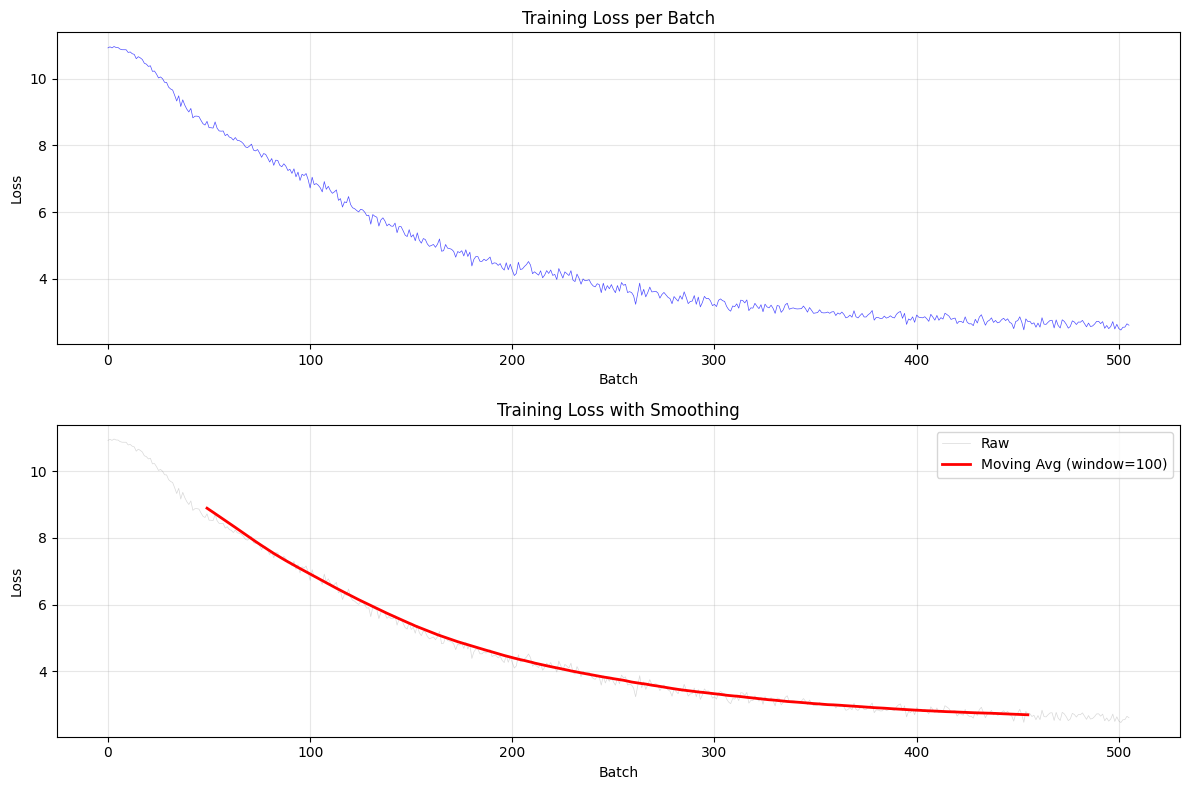 Training Loss per Batch
10
8
6
4
Loss
0 100 200 300 400 500
Batch
Training Loss with Smoothing
Raw
Moving Avg (window=100)
10
8
6
4
Loss
0 100 200 300 400 500
Batch